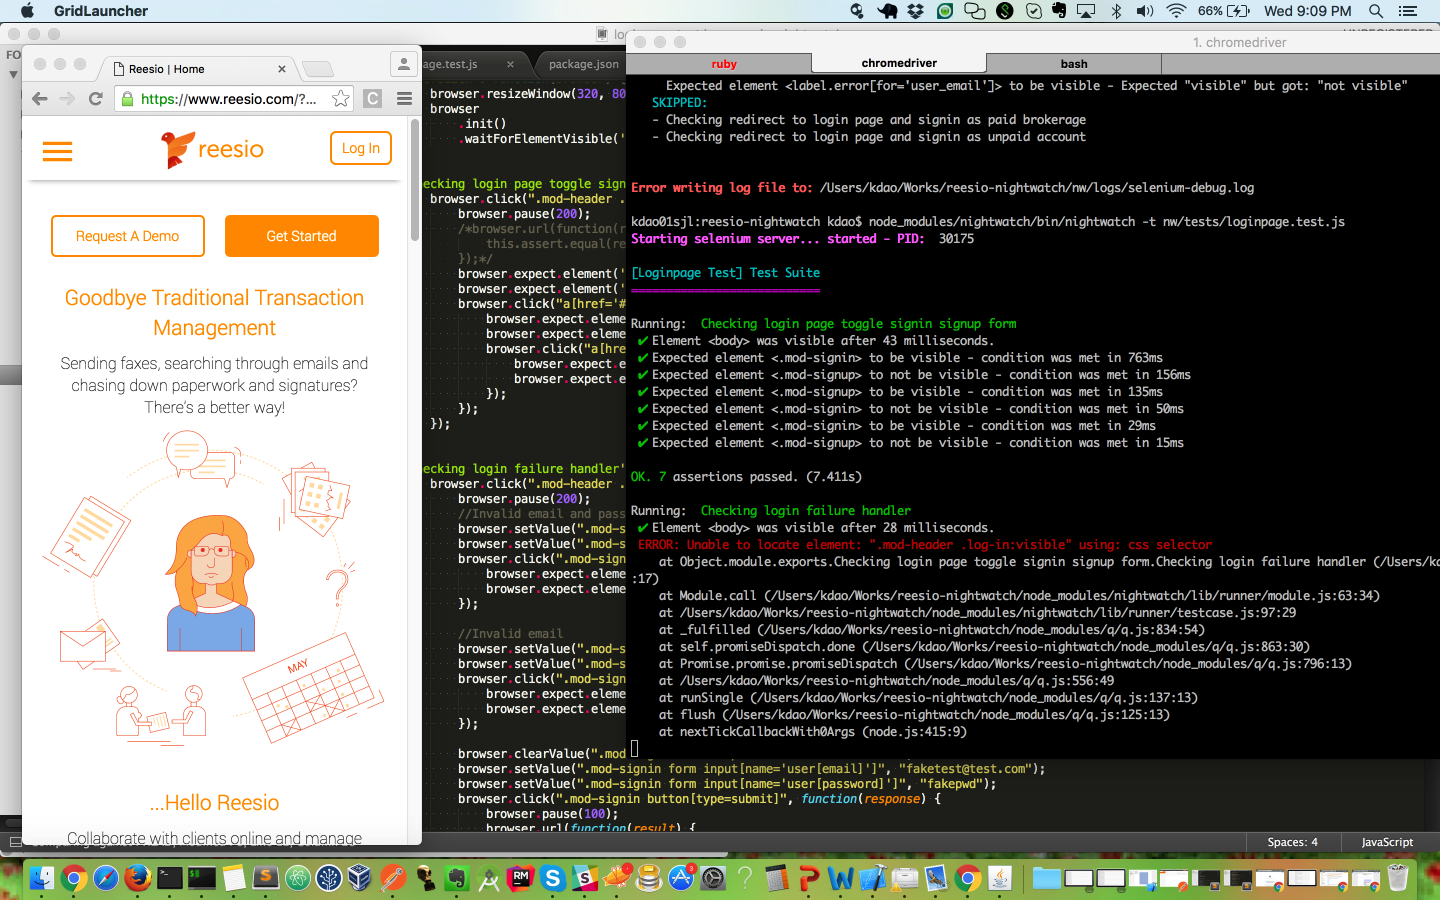 GridLauncher
66%
Wed 9:09 PM
Reesio | Home
https://www.reesio.com/?...
C
reesio
Log In
Request A Demo
Get Started
Goodbye Traditional Transaction
Management
Sending faxes, searching through emails and
chasing down paperwork and signatures?
There's a better way!
MAY
...Hello Reesio
Collaborate with clients online and manage
FO
age.test.js
package.json
browser.resizeWindow(320, 80
browser
.init()
.waitForElementVisible('
ecking login page toggle sign
browser.click(".mod-header .
browser.pause(200);
/*browser.url(function(r
this.assert.equal(re
});*/
browser.expect.element('
browser.expect.element('
browser.click("a[href='#
browser.expect.eleme
browser.expect.eleme
browser.click("a[hre
browser.expect.e
browser.expect.e
});
});
});
ecking login failure handler'
browser.click(".mod-header .
browser.pause(200);
//Invalid email and pass
browser.setValue(".mod-s
browser.setValue(".mod-s
browser.click(".mod-sign
browser.expect.eleme
browser.expect.eleme
});
//Invalid email
browser.setValue(".mod-s
browser.setValue(".mod-s
browser.click(".mod-sign
browser.expect.eleme
browser.expect.eleme
});
browser.clearValue(".mod
browser.setValue(".mod-signin form input[name='user[email]']", "faketest@test.com");
browser.setValue(".mod-signin form input[name='user[password]']", "fakepwd");
browser.click(".mod-signin button[type=submit]", function(response) {
browser.pause(100);
browser.url(function(result) {
Spaces: 4
JavaScript
1. chromedriver
ruby
chromedriver
bash
Expected element <label.error[for='user_email']> to be visible - Expected "visible" but got: "not visible"
SKIPPED:
- Checking redirect to login page and signin as paid brokerage
- Checking redirect to login page and signin as unpaid account
Error writing log file to: /Users/kdao/Works/reesio-nightwatch/nw/logs/selenium-debug.log
kdao01sjl:reesio-nightwatch kdao$ node_modules/nightwatch/bin/nightwatch -t nw/tests/loginpage.test.js
Starting selenium server... started - PID: 30175
[Loginpage Test] Test Suite
===========================
Running: Checking login page toggle signin signup form
✔ Element <body> was visible after 43 milliseconds.
✔ Expected element <.mod-signin> to be visible - condition was met in 763ms
✔ Expected element <.mod-signup> to not be visible - condition was met in 156ms
✔ Expected element <.mod-signup> to be visible - condition was met in 135ms
✔ Expected element <.mod-signin> to not be visible - condition was met in 50ms
✔ Expected element <.mod-signin> to be visible - condition was met in 29ms
✔ Expected element <.mod-signup> to not be visible - condition was met in 15ms
OK. 7 assertions passed. (7.411s)
Running: Checking login failure handler
✔ Element <body> was visible after 28 milliseconds.
ERROR: Unable to locate element: ".mod-header .log-in:visible" using: css selector
at Object.module.exports.Checking login page toggle signin signup form.Checking login failure handler (/Users/kd
:17)
at Module.call (/Users/kdao/Works/reesio-nightwatch/node_modules/nightwatch/lib/runner/module.js:63:34)
at /Users/kdao/Works/reesio-nightwatch/node_modules/nightwatch/lib/runner/testcase.js:97:29
at _fulfilled (/Users/kdao/Works/reesio-nightwatch/node_modules/q/q.js:834:54)
at self.promiseDispatch.done (/Users/kdao/Works/reesio-nightwatch/node_modules/q/q.js:863:30)
at Promise.promise.promiseDispatch (/Users/kdao/Works/reesio-nightwatch/node_modules/q/q.js:796:13)
at /Users/kdao/Works/reesio-nightwatch/node_modules/q/q.js:556:49
at runSingle (/Users/kdao/Works/reesio-nightwatch/node_modules/q/q.js:137:13)
at flush (/Users/kdao/Works/reesio-nightwatch/node_modules/q/q.js:125:13)
at nextTickCallbackWith0Args (node.js:415:9)